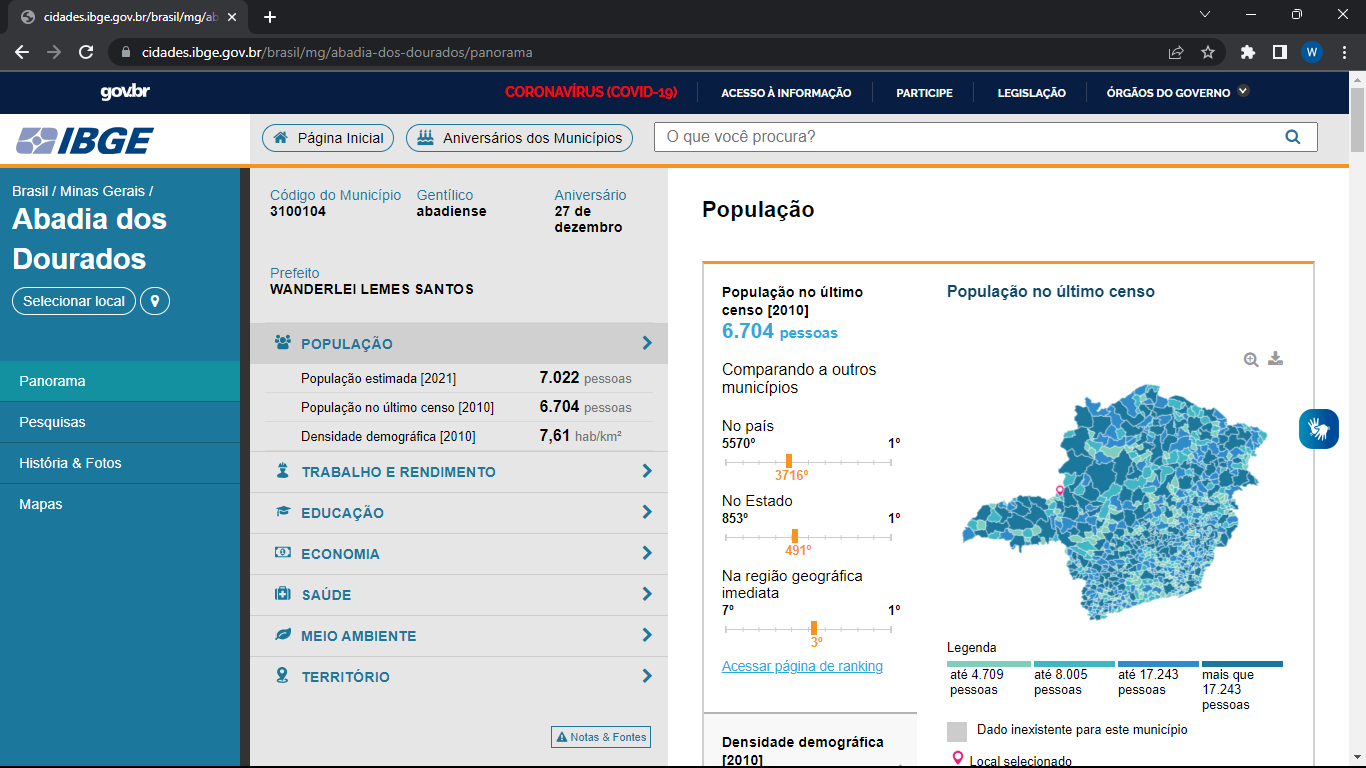 cidades.ibge.gov.br/brasil/mg/ab
cidades.ibge.gov.br/brasil/mg/abadia-dos-dourados/panorama
W
gov.br
CORONAVÍRUS (COVID-19)
ACESSO À INFORMAÇÃO
PARTICIPE
LEGISLAÇÃO
ÓRGÃOS DO GOVERNO
IBGE
Página Inicial
Aniversários dos Municípios
O que você procura?
Brasil / Minas Gerais /
Abadia dos
Dourados
Selecionar local
Panorama
Pesquisas
História & Fotos
Mapas
Código do Município
3100104
Gentílico
abadiense
Aniversário
27 de
dezembro
Prefeito
WANDERLEI LEMES SANTOS
POPULAÇÃO
População estimada [2021] 7.022 pessoas
População no último censo [2010] 6.704 pessoas
Densidade demográfica [2010] 7,61 hab/km²
TRABALHO E RENDIMENTO
EDUCAÇÃO
ECONOMIA
SAÚDE
MEIO AMBIENTE
TERRITÓRIO
Notas & Fontes
População
População no último
censo [2010]
6.704 pessoas
Comparando a outros
municípios
No país
5570º 1º
3716º
No Estado
853º 1º
491º
Na região geográfica
imediata
7º 1º
3º
Acessar página de ranking
Densidade demográfica
[2010]
População no último censo
Legenda
até 4.709
pessoas
até 8.005
pessoas
até 17.243
pessoas
mais que
17.243
pessoas
Dado inexistente para este município
Local selecionado